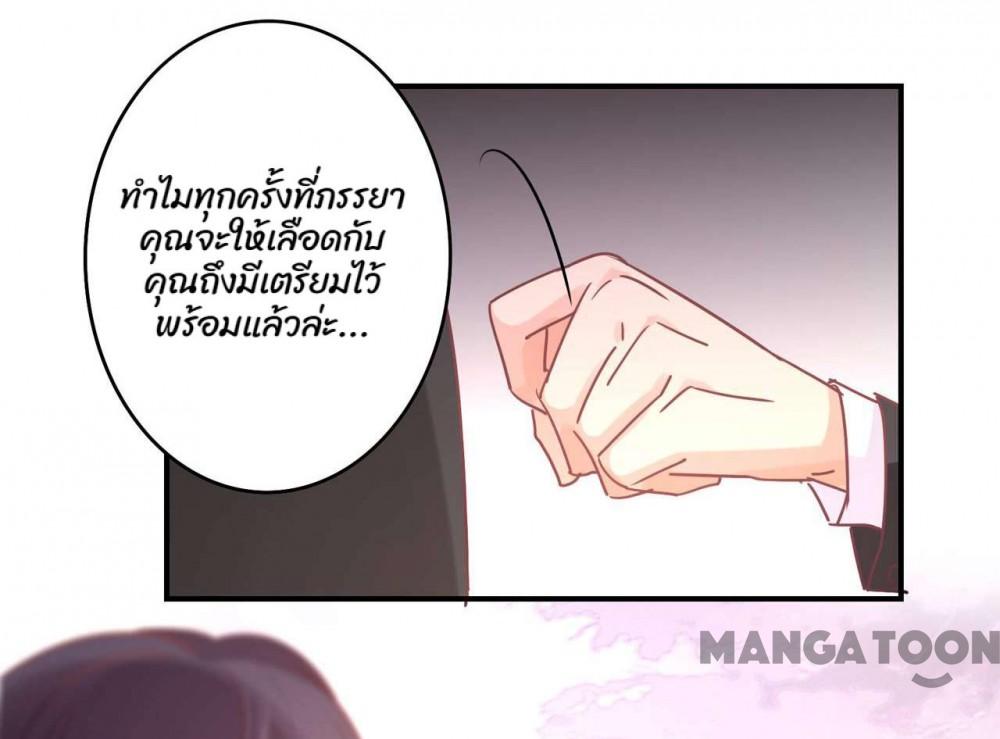 ทำไมทุกครั้งที่ภรรยา
คุณจะให้เลือดกับ
คุณถึงมีเตรียมไว้
พร้อมแล้วล่ะ...
MANGATOON